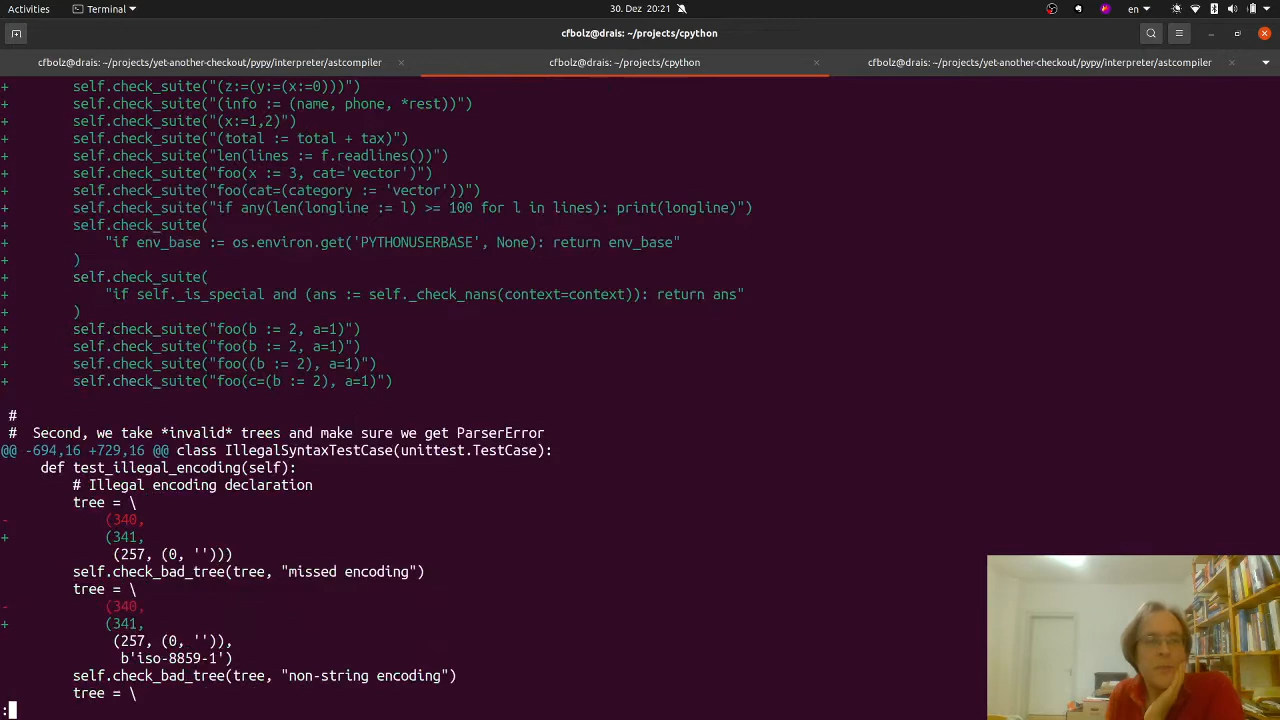 Activities Terminal 30. Dez 20:21 en
cfbolz@drais: ~/projects/cpython
cfbolz@drais: ~/projects/yet-another-checkout/pypy/interpreter/astcompiler × cfbolz@drais: ~/projects/cpython × cfbolz@drais: ~/projects/yet-another-checkout/pypy/interpreter/astcompiler ×
+        self.check_suite("(z:=(y:=(x:=0)))")
+        self.check_suite("(info := (name, phone, *rest))")
+        self.check_suite("(x:=1,2)")
+        self.check_suite("(total := total + tax)")
+        self.check_suite("len(lines := f.readlines())")
+        self.check_suite("foo(x := 3, cat='vector')")
+        self.check_suite("foo(cat=(category := 'vector'))")
+        self.check_suite("if any(len(longline := l) >= 100 for l in lines): print(longline)")
+        self.check_suite(
+            "if env_base := os.environ.get('PYTHONUSERBASE', None): return env_base"
+        )
+        self.check_suite(
+            "if self._is_special and (ans := self._check_nans(context=context)): return ans"
+        )
+        self.check_suite("foo(b := 2, a=1)")
+        self.check_suite("foo(b := 2, a=1)")
+        self.check_suite("foo((b := 2), a=1)")
+        self.check_suite("foo(c=(b := 2), a=1)")
 #
 #  Second, we take *invalid* trees and make sure we get ParserError
@@ -694,16 +729,16 @@ class IllegalSyntaxTestCase(unittest.TestCase):
     def test_illegal_encoding(self):
         # Illegal encoding declaration
         tree = \
-            (340,
+            (341,
              (257, (0, '')))
         self.check_bad_tree(tree, "missed encoding")
         tree = \
-            (340,
+            (341,
              (257, (0, '')),
              b'iso-8859-1')
         self.check_bad_tree(tree, "non-string encoding")
         tree = \
: